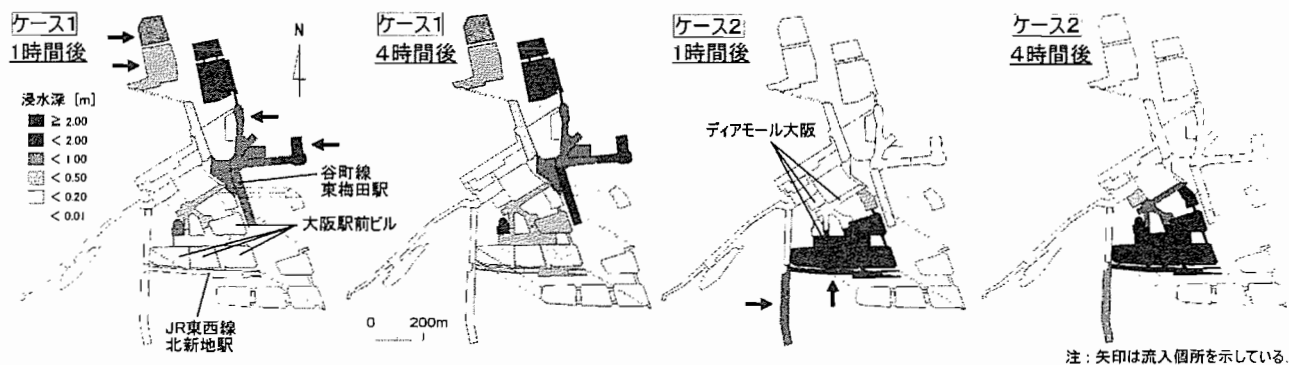 ケース1
1時間後
N
浸水深 [m]
≧ 2.00
< 2.00
< 1.00
< 0.50
< 0.20
< 0.01
谷町線
東梅田駅
大阪駅前ビル
JR東西線
北新地駅
ケース1
4時間後
0 200m
ケース2
1時間後
ディアモール大阪
ケース2
4時間後
注：矢印は流入個所を示している.